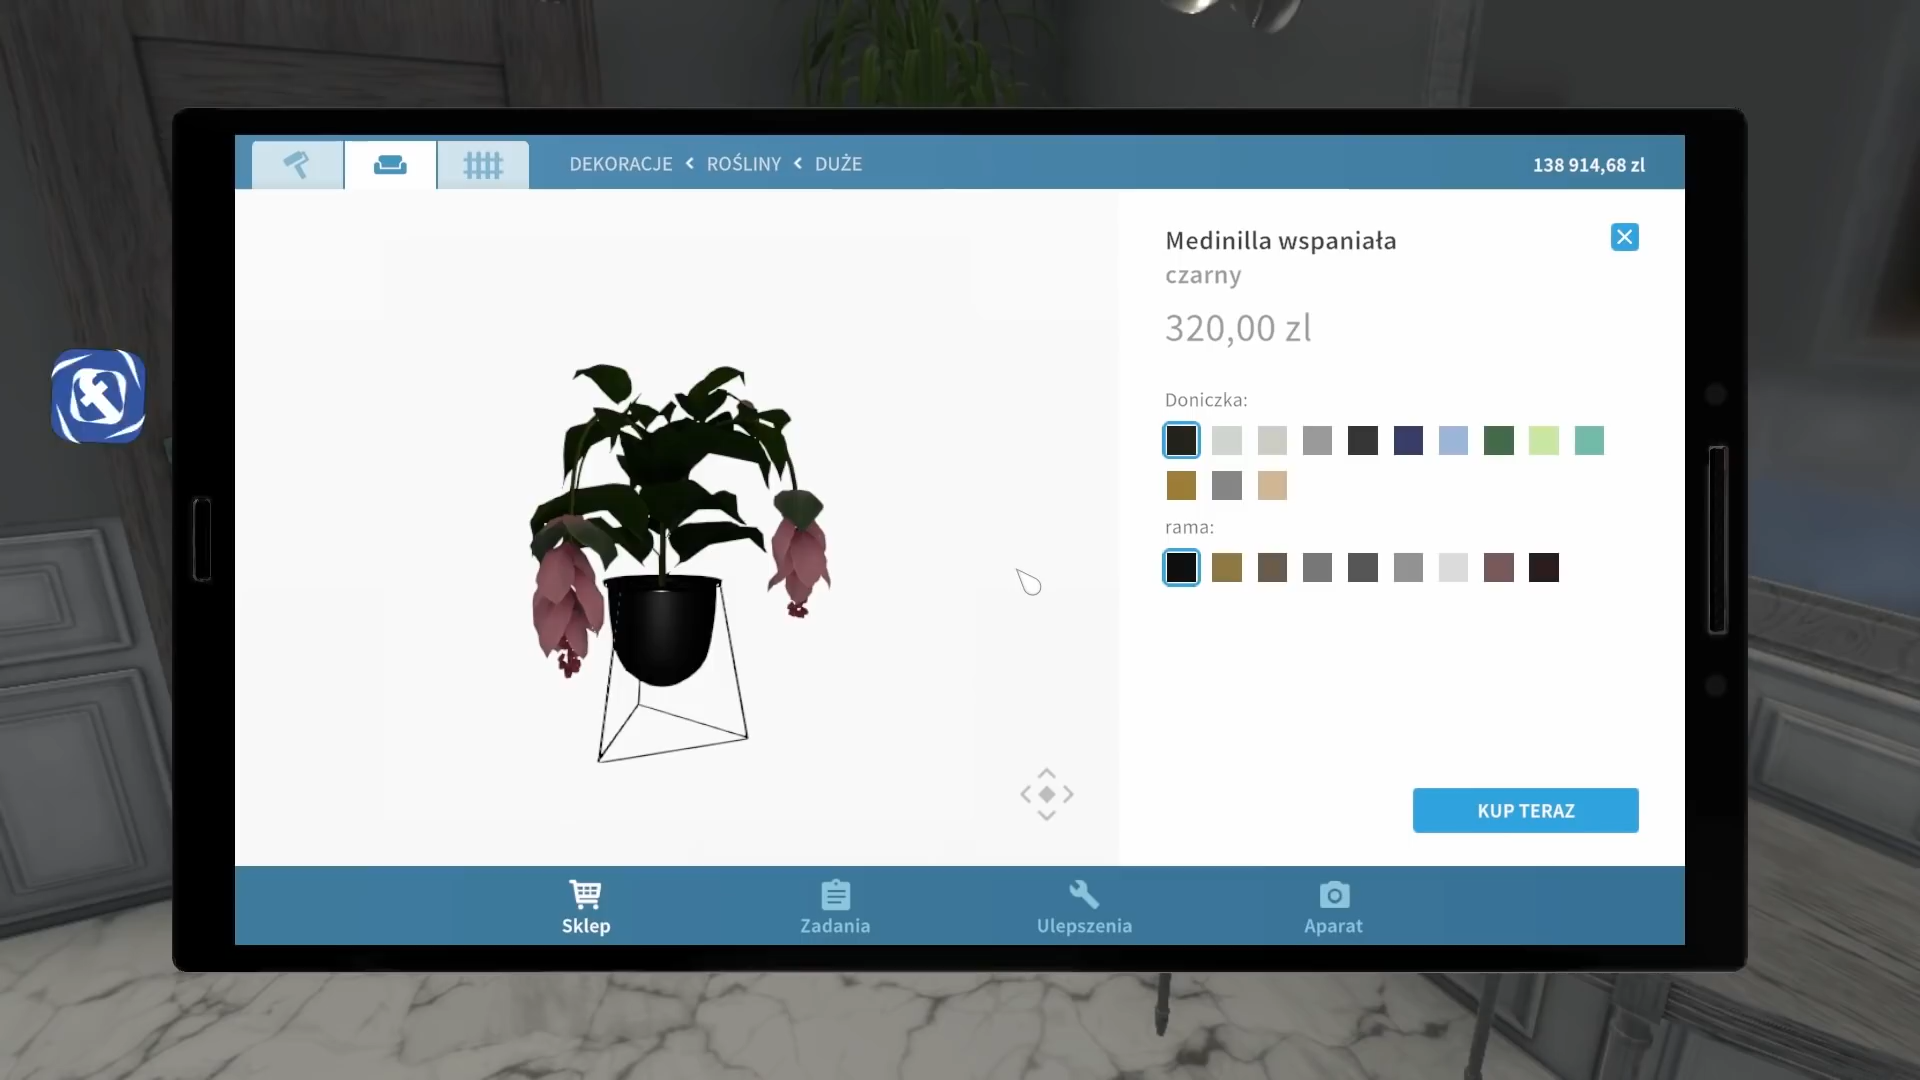 DEKORACJE < ROŚLINY < DUŻE
138 914,68 zl
Medinilla wspaniała
czarny
320,00 zl
Doniczka:
rama:
KUP TERAZ
Sklep
Zadania
Ulepszenia
Aparat